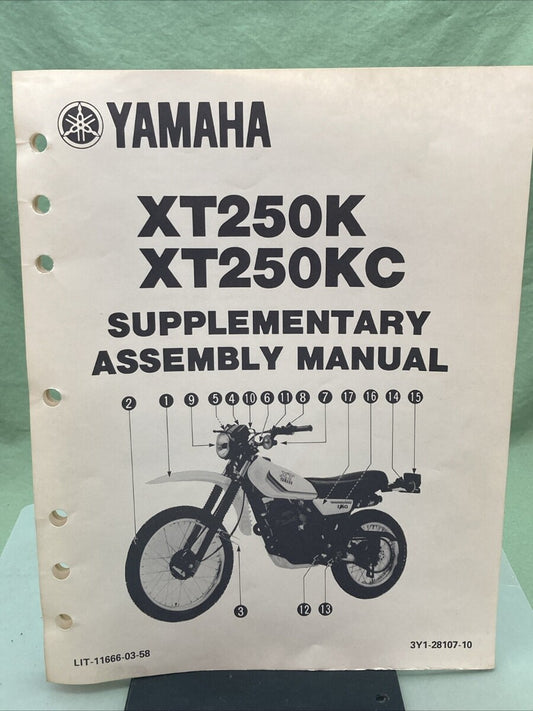 YAMAHA
XT250K
XT250KC
SUPPLEMENTARY
ASSEMBLY MANUAL
2 1 9 5 4 10 6 11 8 7 17 16 14 15
YAMAHA
3 12 13
LIT-11666-03-58
3Y1-28107-10